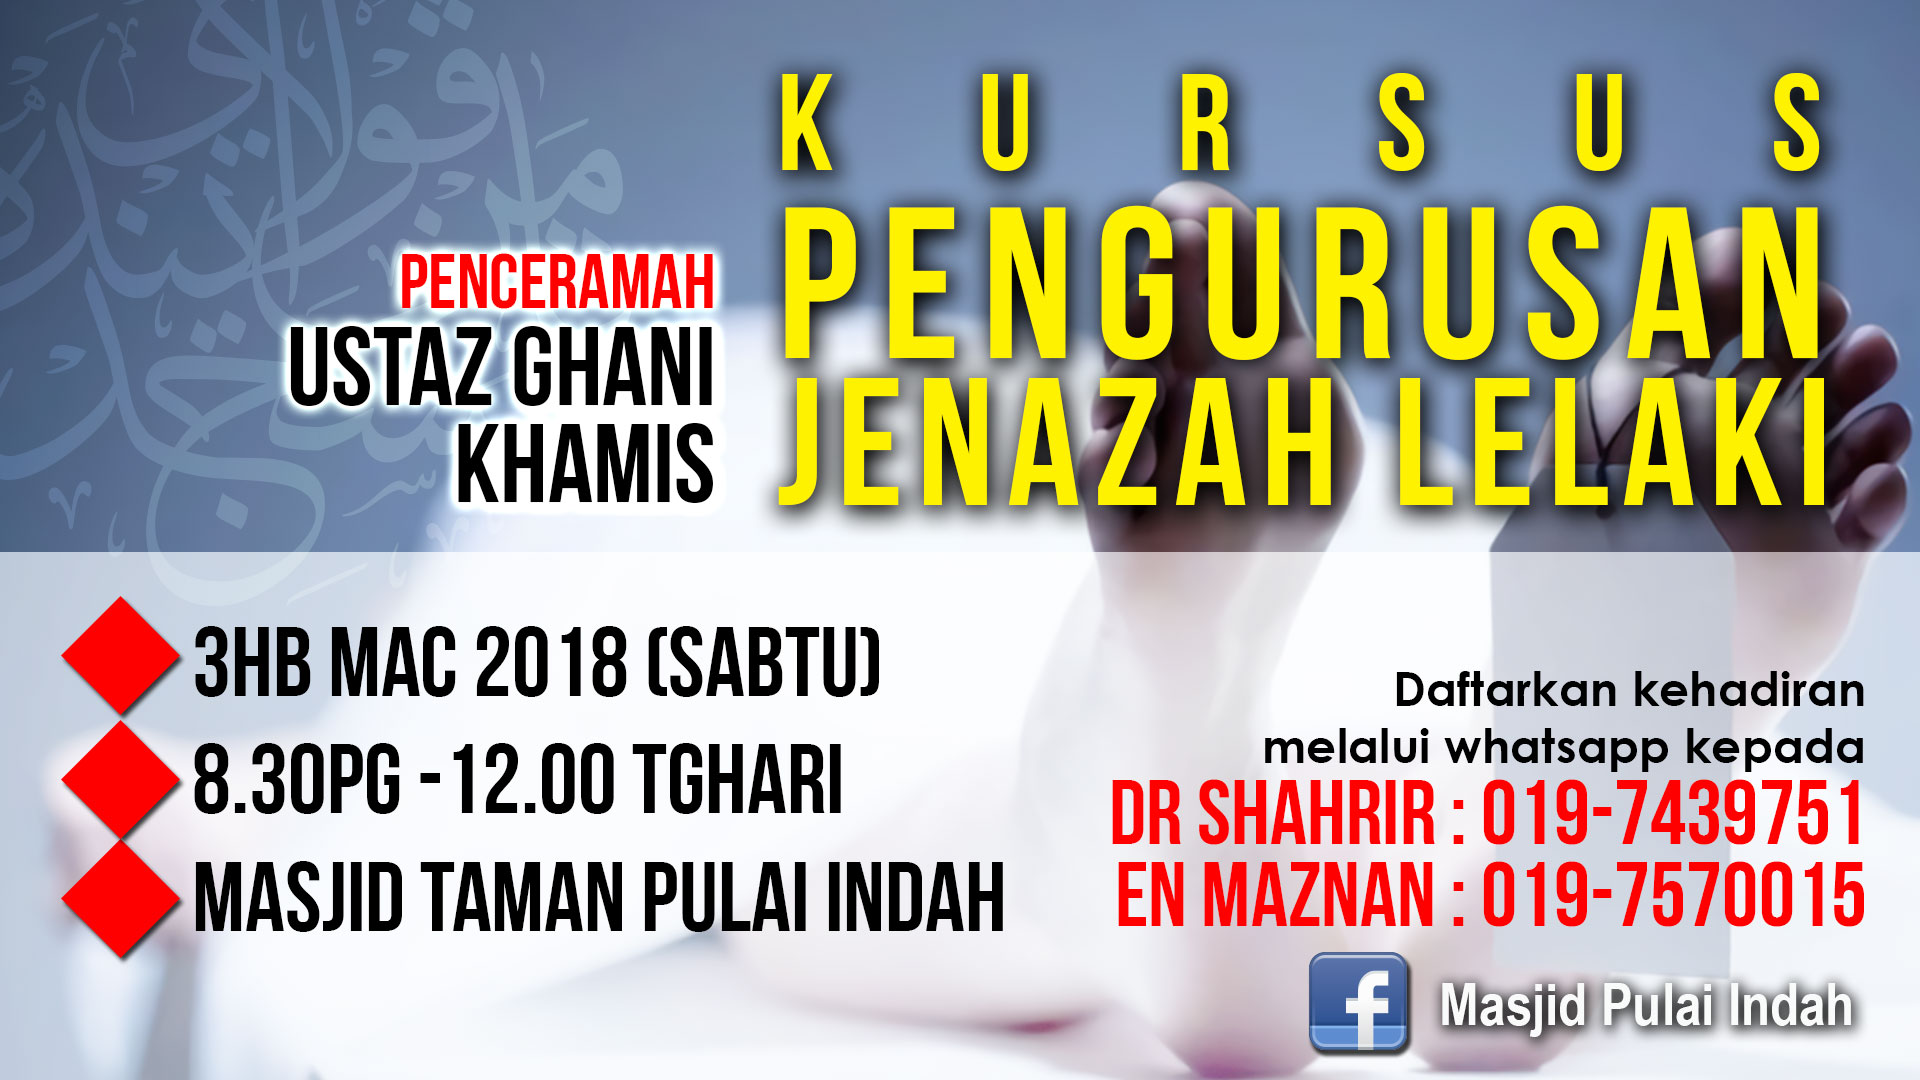 KURSUS
PENGURUSAN
JENAZAH LELAKI
PENCERAMAH
USTAZ GHANI
KHAMIS
3HB MAC 2018 (SABTU)
8.30PG -12.00 TGHARI
MASJID TAMAN PULAI INDAH
Daftarkan kehadiran
melalui whatsapp kepada
DR SHAHRIR : 019-7439751
EN MAZNAN : 019-7570015
f Masjid Pulai Indah